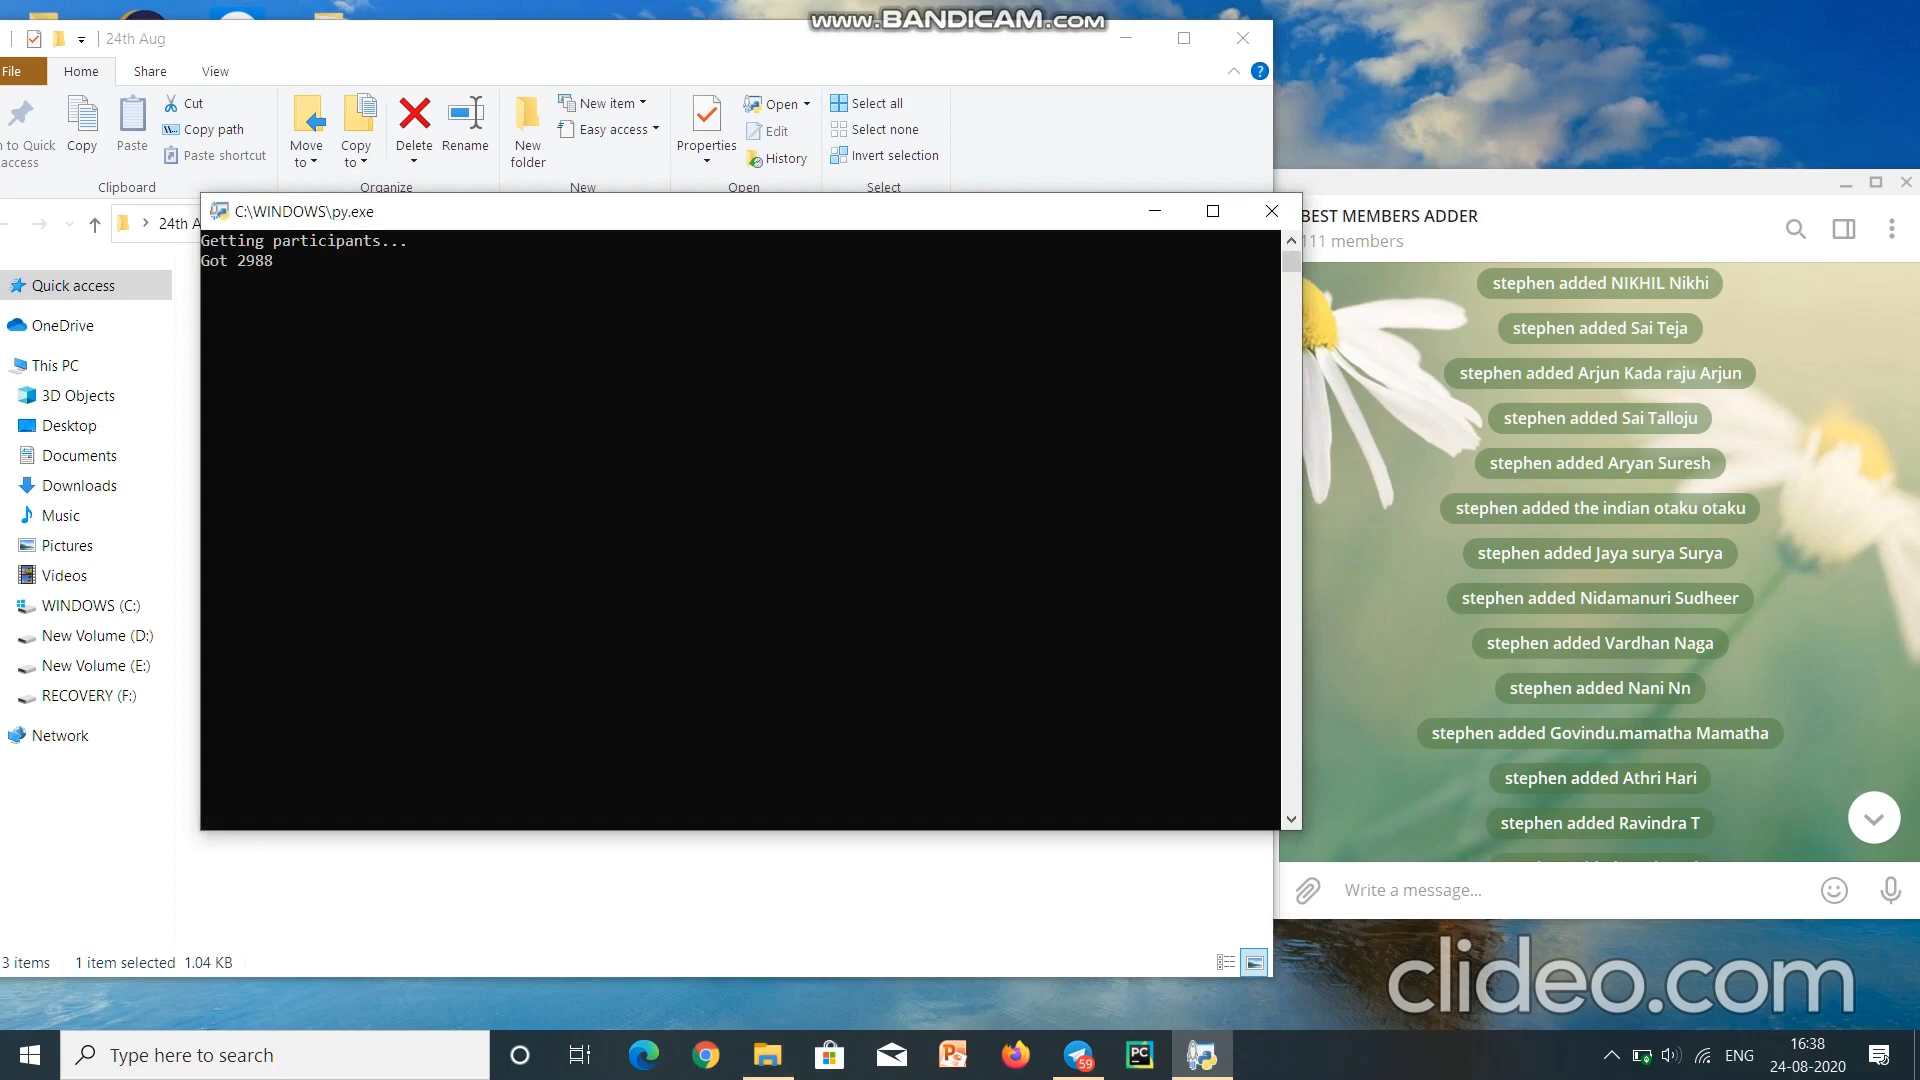 www.BANDICAM.com
24th Aug
File
Home
Share
View
Cut
Copy path
Paste shortcut
to Quick
access
Copy
Paste
Move
to
Copy
to
Delete
Rename
New
folder
New item
Easy access
Properties
Open
Edit
History
Select all
Select none
Invert selection
Clipboard
Organize
New
Open
Select
24th A
C:\WINDOWS\py.exe
Getting participants...
Got 2988
Quick access
OneDrive
This PC
3D Objects
Desktop
Documents
Downloads
Music
Pictures
Videos
WINDOWS (C:)
New Volume (D:)
New Volume (E:)
RECOVERY (F:)
Network
3 items
1 item selected 1.04 KB
BEST MEMBERS ADDER
111 members
stephen added NIKHIL Nikhi
stephen added Sai Teja
stephen added Arjun Kada raju Arjun
stephen added Sai Talloju
stephen added Aryan Suresh
stephen added the indian otaku otaku
stephen added Jaya surya Surya
stephen added Nidamanuri Sudheer
stephen added Vardhan Naga
stephen added Nani Nn
stephen added Govindu.mamatha Mamatha
stephen added Athri Hari
stephen added Ravindra T
Write a message...
clideo.com
Type here to search
59
PC
ENG
16:38
24-08-2020